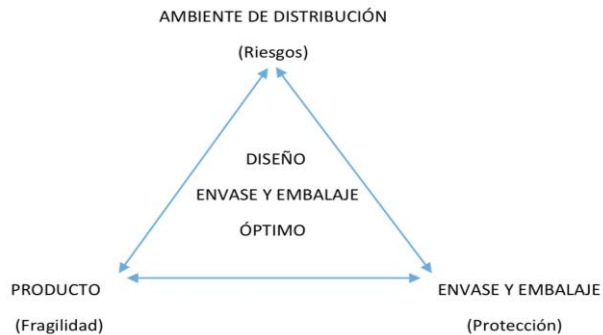 AMBIENTE DE DISTRIBUCIÓN
(Riesgos)
DISEÑO
ENVASE Y EMBALAJE
ÓPTIMO
PRODUCTO
(Fragilidad)
ENVASE Y EMBALAJE
(Protección)